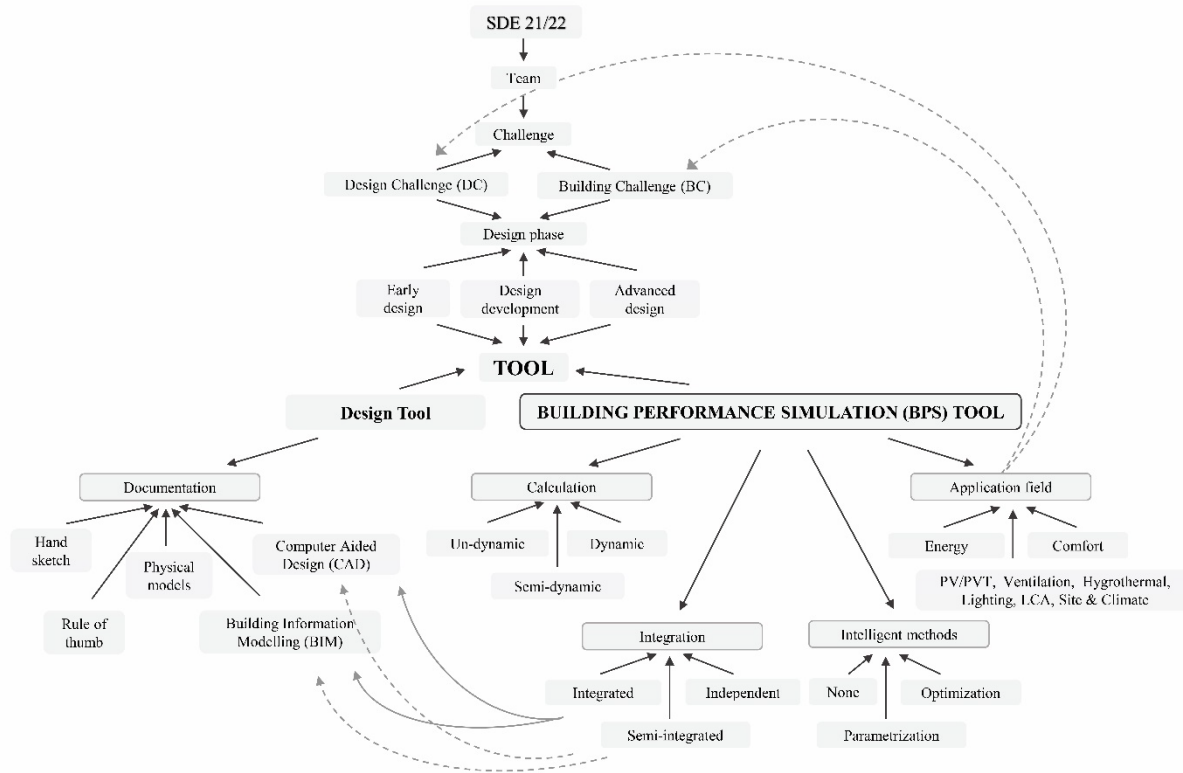 SDE 21/22
Team
Challenge
Design Challenge (DC)
Building Challenge (BC)
Design phase
Early
design
Design
development
Advanced
design
TOOL
Design Tool
BUILDING PERFORMANCE SIMULATION (BPS) TOOL
Documentation
Calculation
Application field
Hand
sketch
Physical
models
Computer Aided
Design (CAD)
Rule of
thumb
Building Information
Modelling (BIM)
Un-dynamic
Dynamic
Semi-dynamic
Energy
Comfort
PV/PVT, Ventilation, Hygrothermal,
Lighting, LCA, Site & Climate
Integration
Intelligent methods
Integrated
Independent
Semi-integrated
None
Optimization
Parametrization